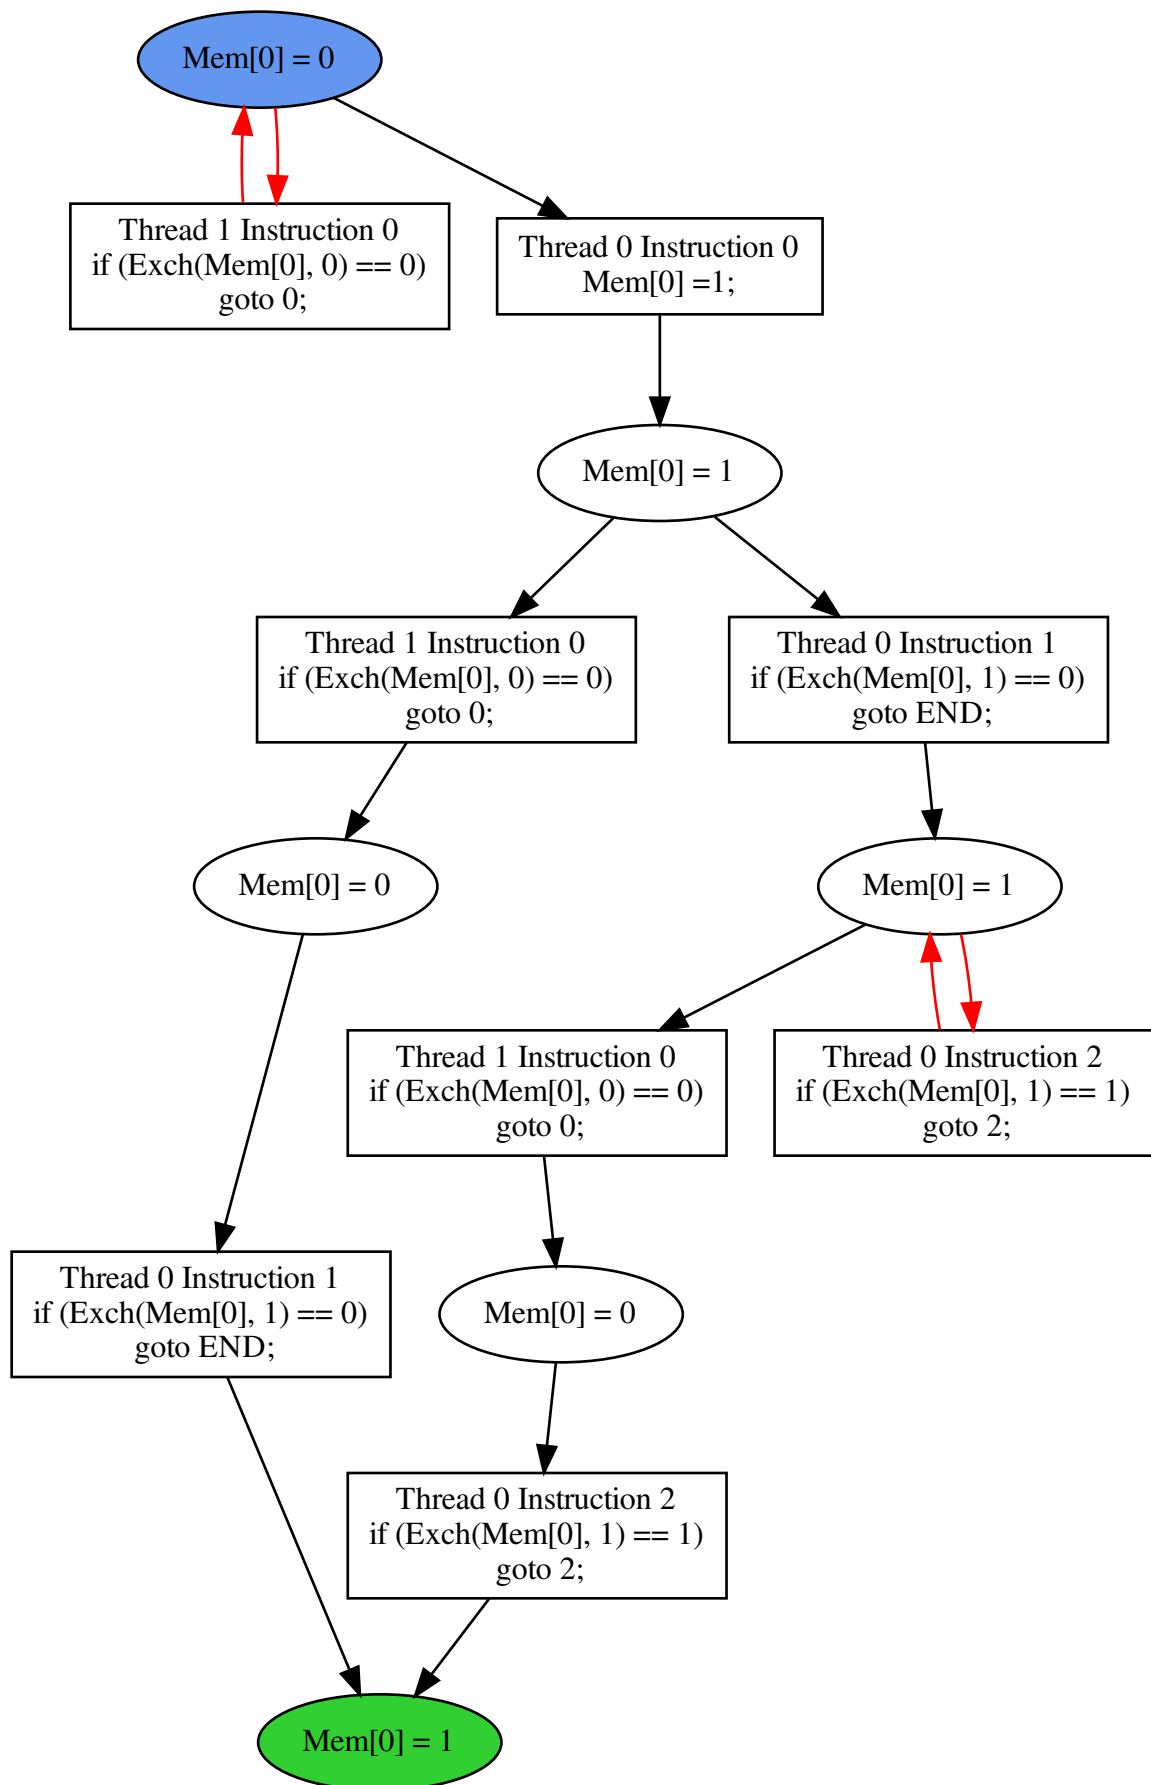 Mem[0] = 0
Thread 1 Instruction 0
if (Exch(Mem[0], 0) == 0)
goto 0;
Thread 0 Instruction 0
Mem[0] =1;
Mem[0] = 1
Thread 1 Instruction 0
if (Exch(Mem[0], 0) == 0)
goto 0;
Thread 0 Instruction 1
if (Exch(Mem[0], 1) == 0)
goto END;
Mem[0] = 0
Mem[0] = 1
Thread 1 Instruction 0
if (Exch(Mem[0], 0) == 0)
goto 0;
Thread 0 Instruction 2
if (Exch(Mem[0], 1) == 1)
goto 2;
Thread 0 Instruction 1
if (Exch(Mem[0], 1) == 0)
goto END;
Mem[0] = 0
Thread 0 Instruction 2
if (Exch(Mem[0], 1) == 1)
goto 2;
Mem[0] = 1